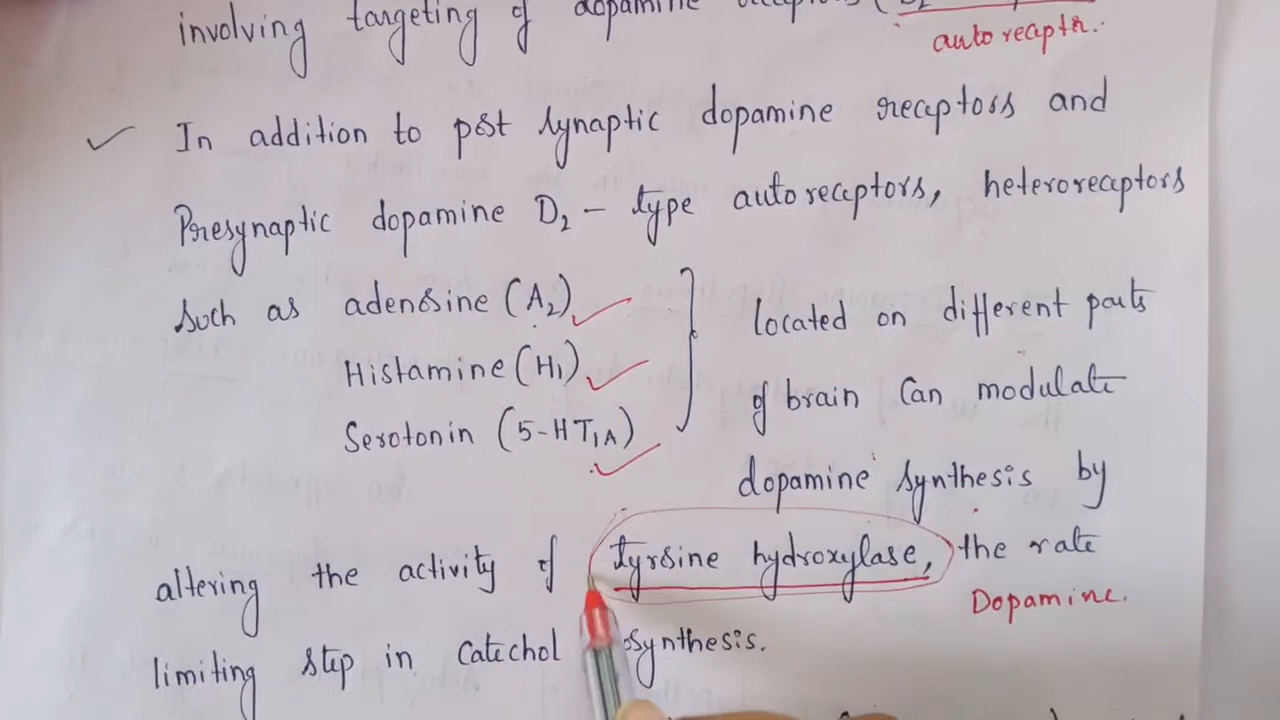 involving targeting of dopamine
autoreaptr.
In addition to post synaptic dopamine receptors and
Presynaptic dopamine D₂ - type autoreceptors, heteroreceptors
Such as adenosine (A₂)
Histamine (H₁)
Serotonin (5-HT₁A)
located on different parts
of brain Can modulate
dopamine synthesis by
altering the activity of tyrosine hydroxylase, the rate
Dopamine.
limiting step in Catechol synthesis.